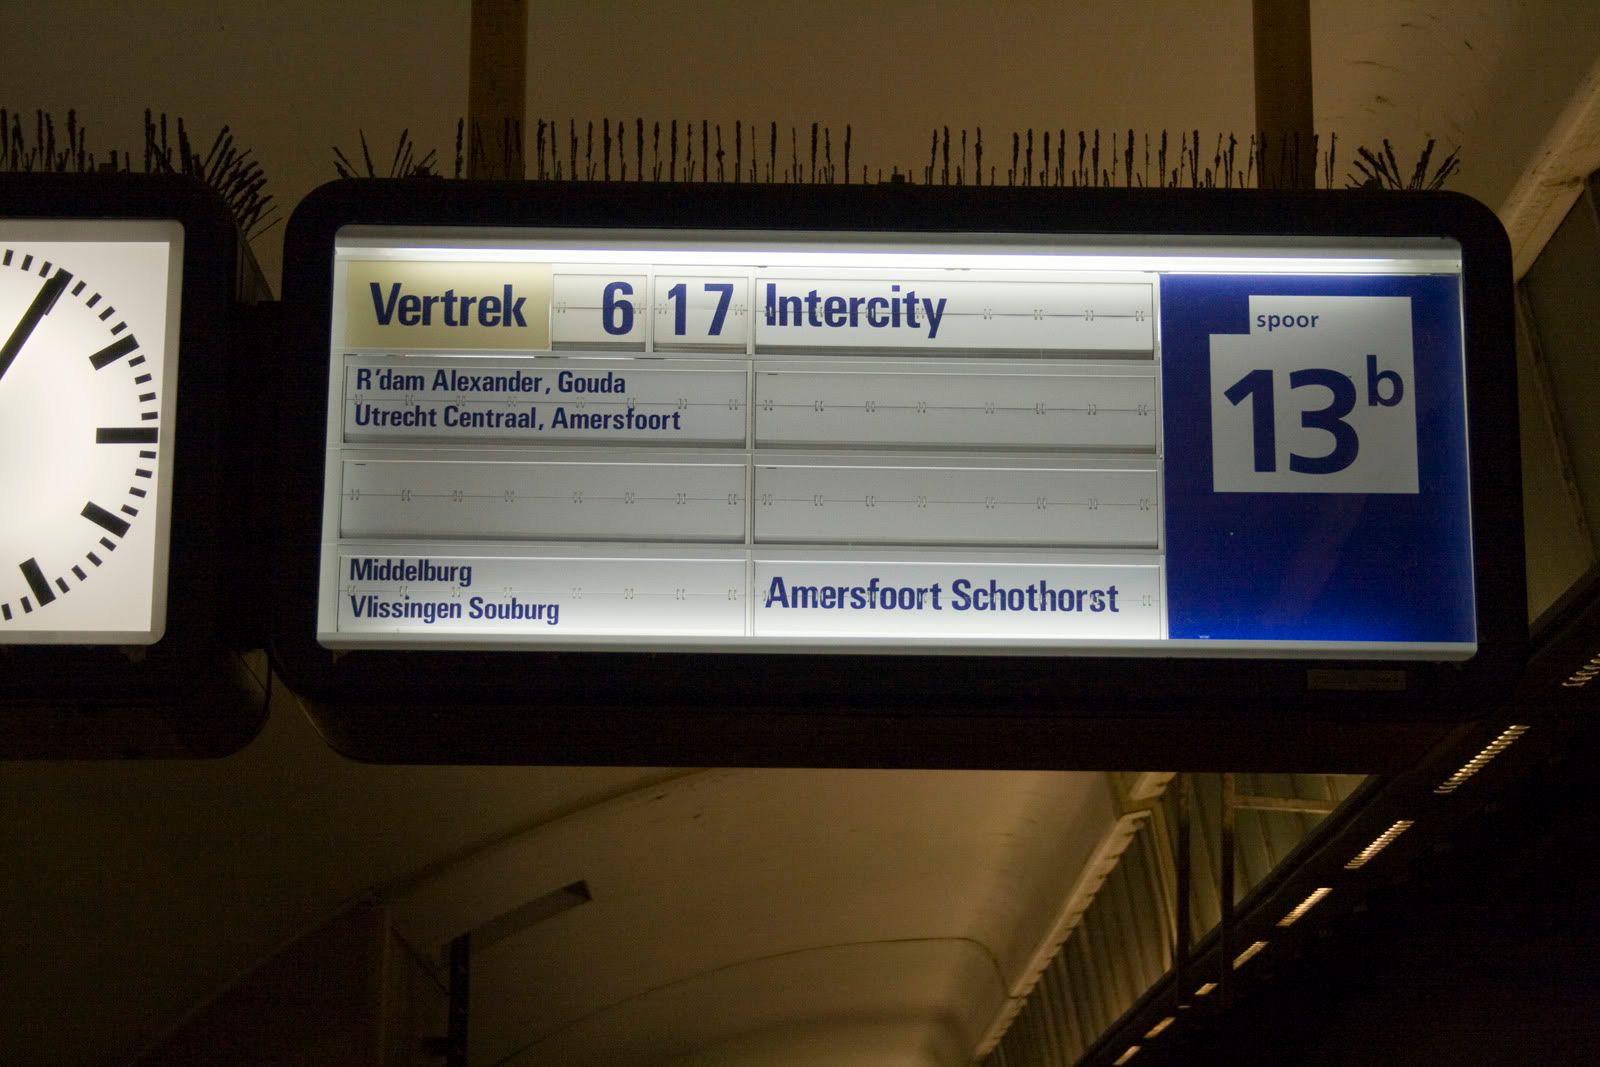 Vertrek 6 17 Intercity
spoor
13b
R'dam Alexander, Gouda
Utrecht Centraal, Amersfoort
Middelburg
Vlissingen Souburg
Amersfoort Schothorst